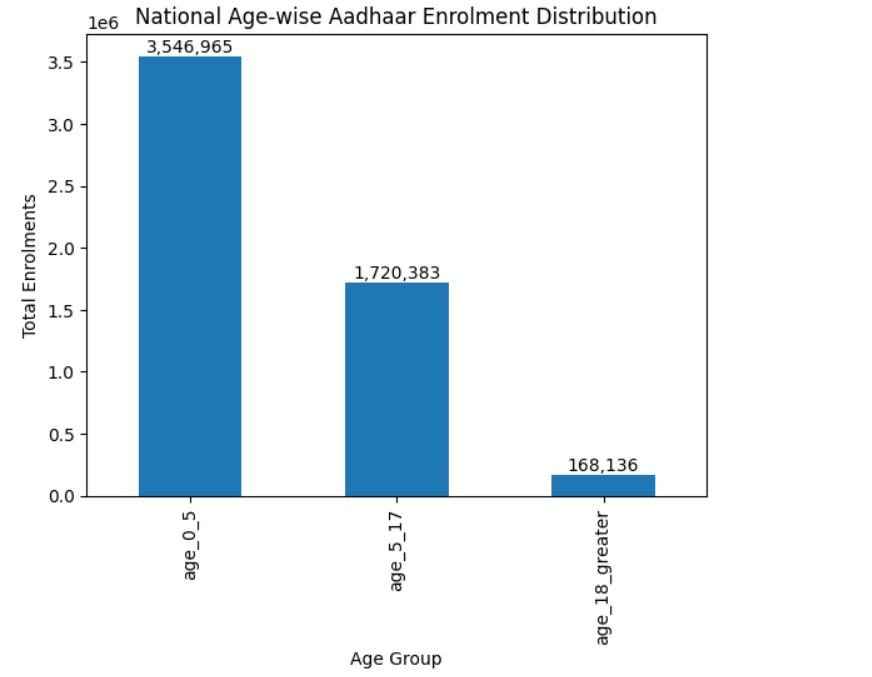 National Age-wise Aadhaar Enrolment Distribution
1e6
3,546,965
1,720,383
168,136
3.5
3.0
2.5
2.0
1.5
1.0
0.5
0.0
Total Enrolments
age_0_5
age_5_17
age_18_greater
Age Group